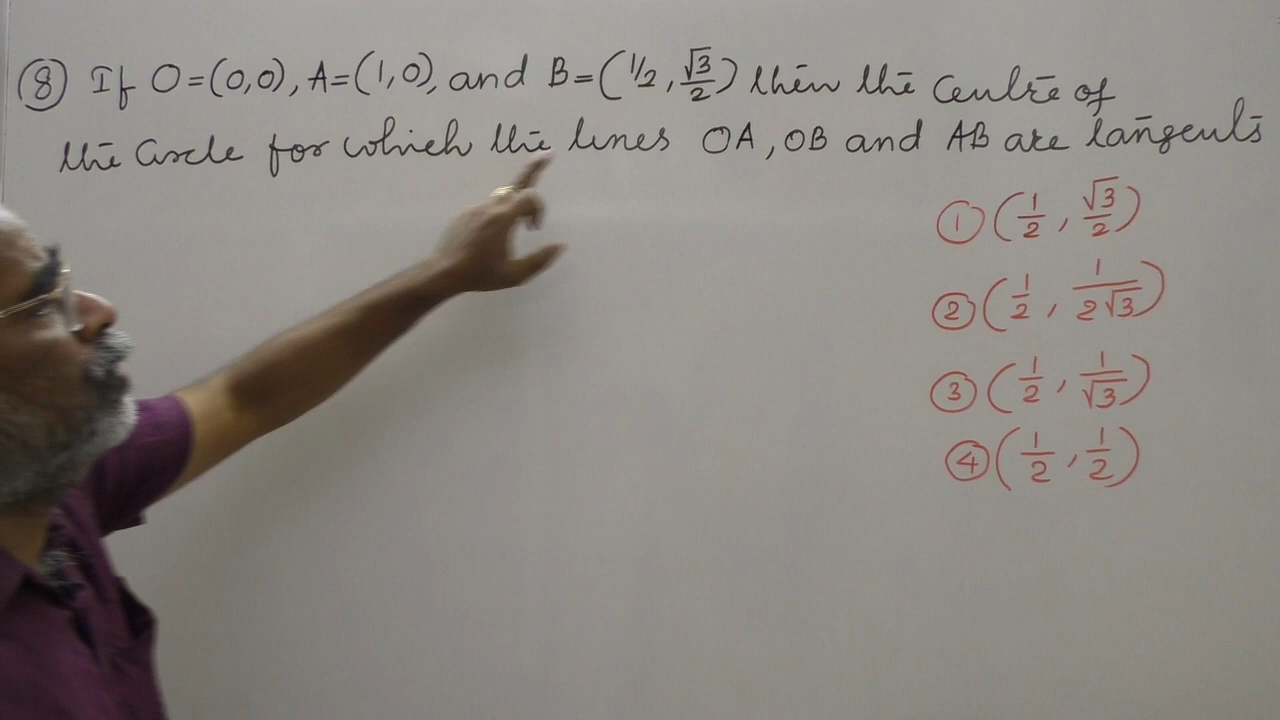 ⑧ If O=(0,0), A=(1,0), and B=(1/2, √3/2) then the Centre of
the Circle for which the lines OA, OB and AB are tangents
① (1/2, √3/2)
② (1/2, 1/2√3)
③ (1/2, 1/√3)
④ (1/2, 1/2)